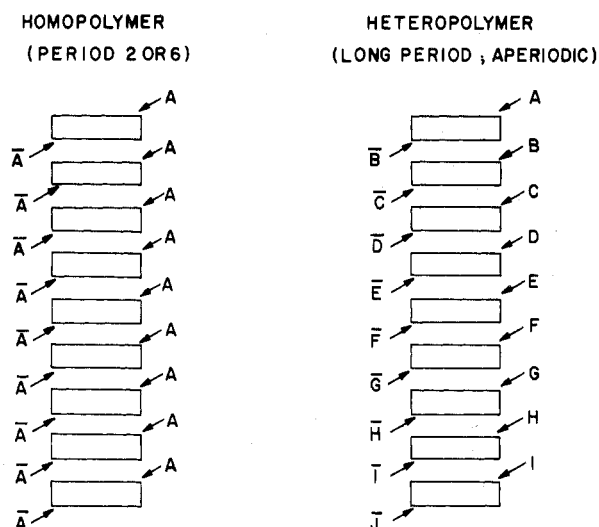 HOMOPOLYMER
(PERIOD 2 OR 6)
A
A̅
A
A̅
A
A̅
A
A̅
A
A̅
A
A̅
A
A̅
A
A̅
A
A̅
HETEROPOLYMER
(LONG PERIOD ; APERIODIC)
A
B̅
B
C̅
C
D̅
D
E̅
E
F̅
F
G̅
G
H̅
H
I̅
I
J̅